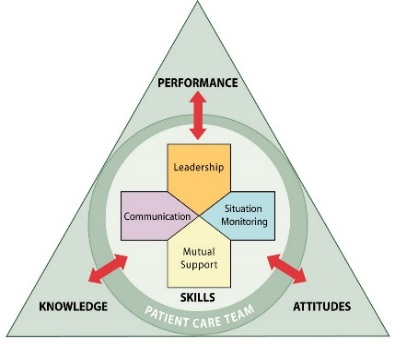 PERFORMANCE
Leadership
Communication
Situation
Monitoring
Mutual
Support
SKILLS
KNOWLEDGE
ATTITUDES
PATIENT CARE TEAM